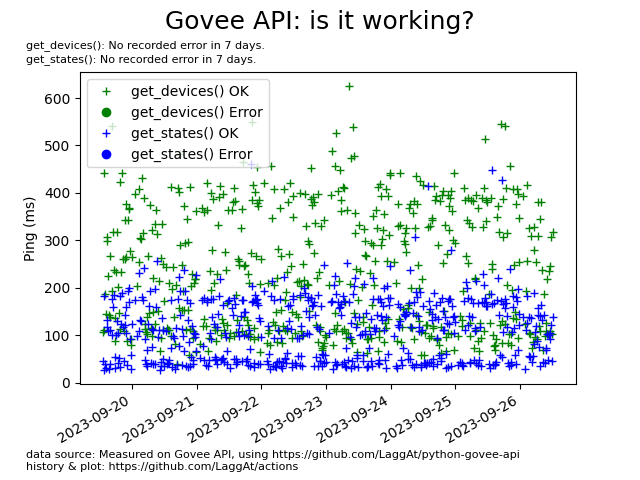 Govee API: is it working?
get_devices(): No recorded error in 7 days.
get_states(): No recorded error in 7 days.
get_devices() OK
get_devices() Error
get_states() OK
get_states() Error
Ping (ms)
600
500
400
300
200
100
0
2023-09-20
2023-09-21
2023-09-22
2023-09-23
2023-09-24
2023-09-25
2023-09-26
data source: Measured on Govee API, using https://github.com/LaggAt/python-govee-api
history & plot: https://github.com/LaggAt/actions